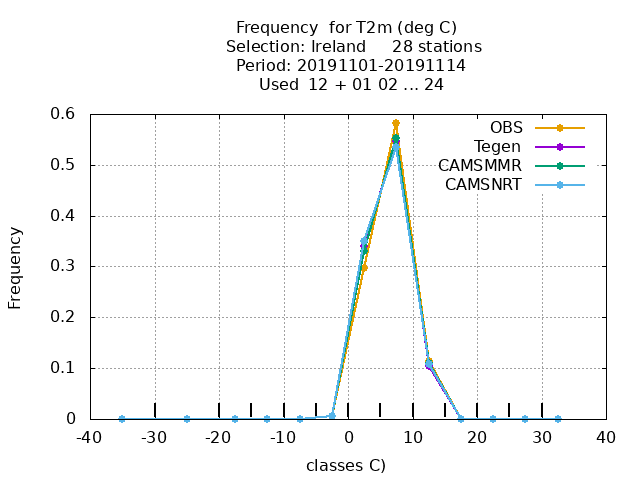 Frequency  for T2m (deg C)
Selection: Ireland     28 stations
Period: 20191101-20191114
Used  12 + 01 02 ... 24
OBS
Tegen
CAMSMMR
CAMSNRT
Frequency
0.6
0.5
0.4
0.3
0.2
0.1
0
-40 -30 -20 -10 0 10 20 30 40
classes C)